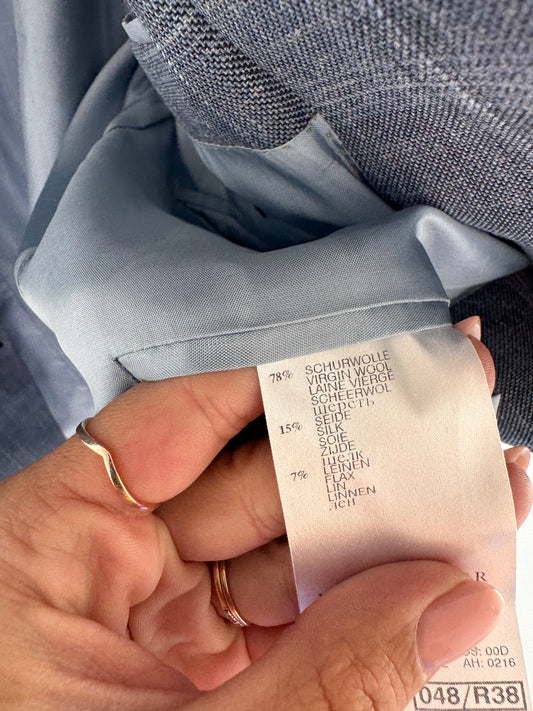 78% SCHURWOLLE
VIRGIN WOOL
LAINE VIERGE
SCHEERWOL
шерсть
15% SEIDE
SILK
SOIE
ZIJDE
шелк
7% LEINEN
FLAX
LIN
LINNEN
лен
R
00D
AH: 0216
048/R38